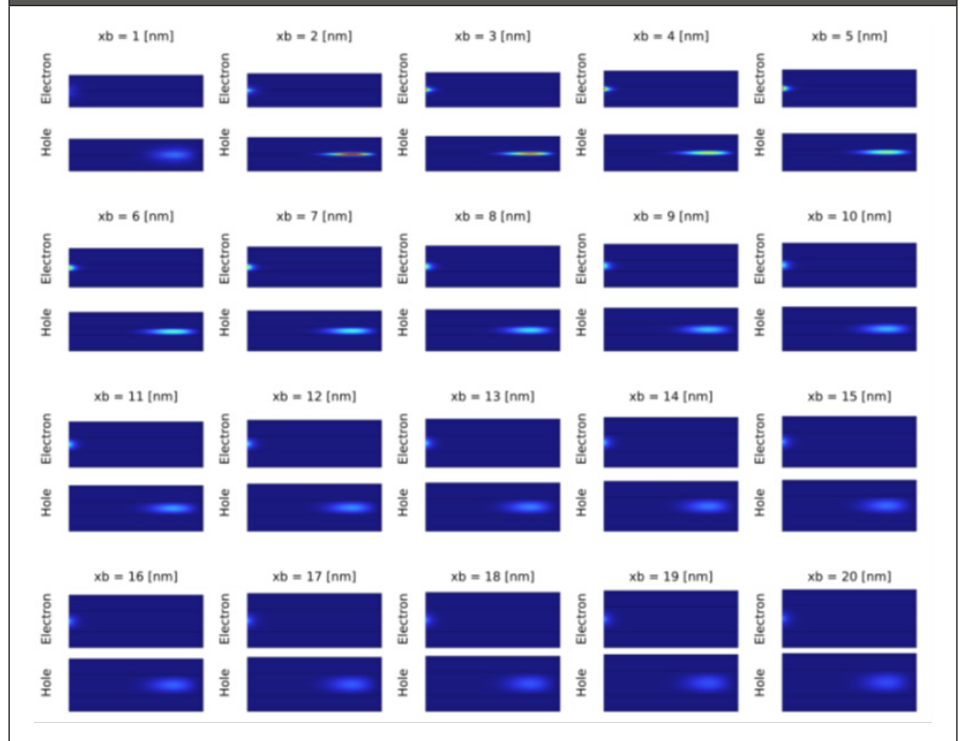 xb = 1 [nm] xb = 2 [nm] xb = 3 [nm] xb = 4 [nm] xb = 5 [nm]
Electron Electron Electron Electron Electron
Hole Hole Hole Hole Hole
xb = 6 [nm] xb = 7 [nm] xb = 8 [nm] xb = 9 [nm] xb = 10 [nm]
Electron Electron Electron Electron Electron
Hole Hole Hole Hole Hole
xb = 11 [nm] xb = 12 [nm] xb = 13 [nm] xb = 14 [nm] xb = 15 [nm]
Electron Electron Electron Electron Electron
Hole Hole Hole Hole Hole
xb = 16 [nm] xb = 17 [nm] xb = 18 [nm] xb = 19 [nm] xb = 20 [nm]
Electron Electron Electron Electron Electron
Hole Hole Hole Hole Hole